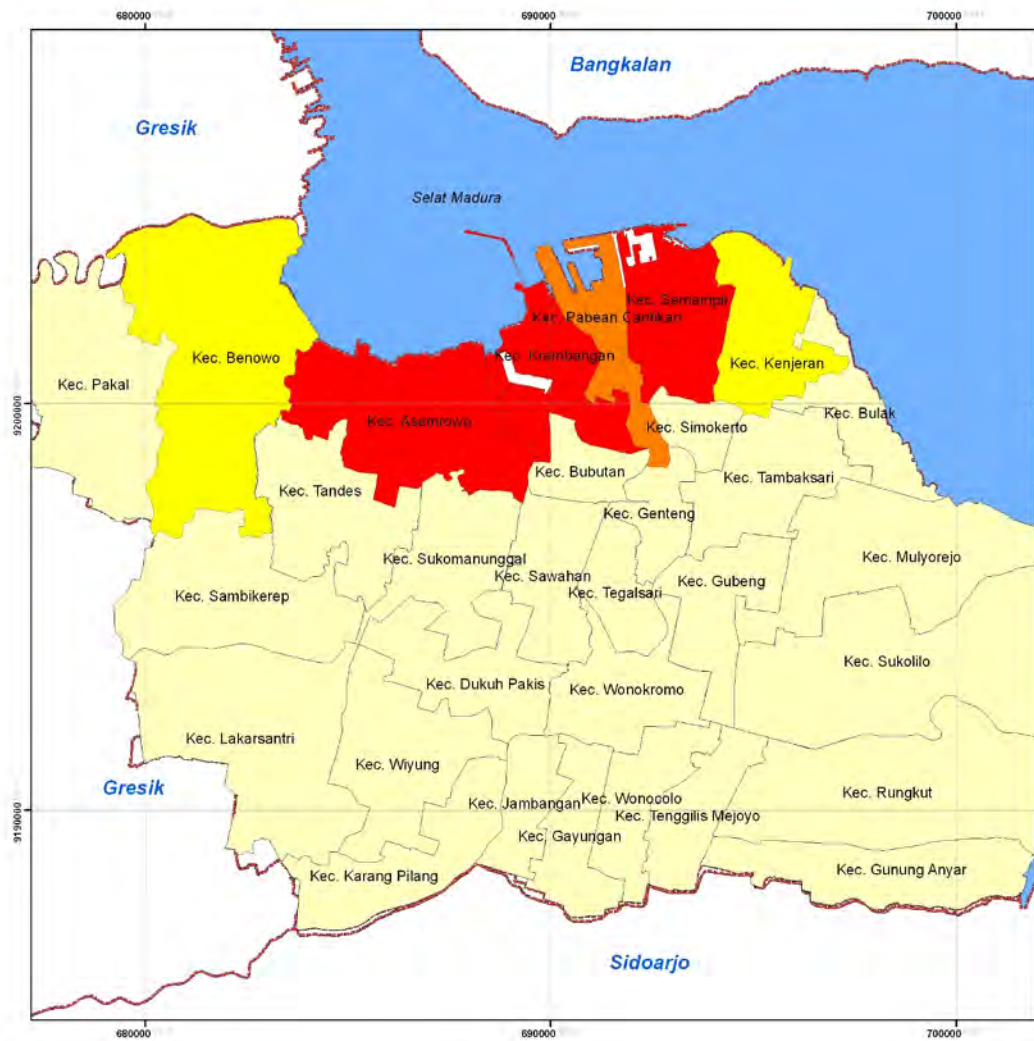 680000
690000
700000
Bangkalan
Gresik
Selat Madura
Kec. Semampir
Kec. Pabean Cantikan
Kec. Krembangan
Kec. Benowo
Kec. Kenjeran
Kec. Pakal
9200000
Kec. Asemrowo
Kec. Bulak
Kec. Simokerto
Kec. Bubutan
Kec. Tambaksari
Kec. Tandes
Kec. Genteng
Kec. Sukomanunggal
Kec. Mulyorejo
Kec. Sawahan
Kec. Gubeng
Kec. Sambikerep
Kec. Tegalsari
Kec. Sukolilo
Kec. Dukuh Pakis
Kec. Wonokromo
Kec. Lakarsantri
Kec. Wiyung
Gresik
Kec. Rungkut
Kec. Jambangan
Kec. Wonocolo
9190000
Kec. Tenggilis Mejoyo
Kec. Gayungan
Kec. Gunung Anyar
Kec. Karang Pilang
Sidoarjo
680000
690000
700000